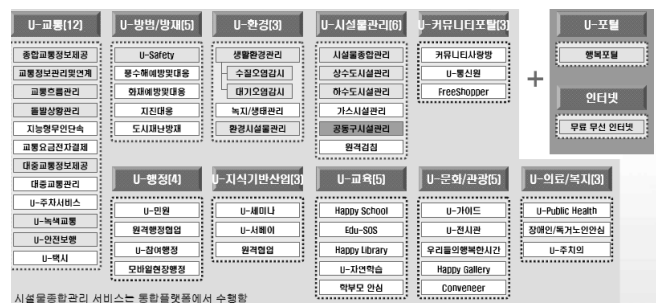 U-교통[12]
종합교통정보제공
교통정보관리및연계
교통흐름관리
돌발상황관리
지능형무인단속
교통요금전자결제
대중교통정보제공
대중교통관리
U-주차서비스
U-녹색교통
U-안전보행
U-택시
U-방범/방재[5]
U-Safety
풍수해예방및대응
화재예방및대응
지진대응
도시재난방재
U-환경[3]
생활환경관리
수질오염감시
대기오염감시
녹지/생태관리
환경시설물관리
U-시설물관리[6]
시설물종합관리
상수도시설관리
하수도시설관리
가스시설관리
공동구시설관리
원격검침
U-커뮤니티포털[3]
커뮤니티사랑방
U-통신원
FreeShopper
+
U-포털
행복포털
인터넷
무료 무선 인터넷
U-행정[4]
U-민원
원격행정협업
U-참여행정
모바일현장행정
U-지식기반산업[3]
U-세미나
U-서베이
원격협업
U-교육[5]
Happy School
Edu-SOS
Happy Library
U-자연학습
학부모 안심
U-문화/관광[5]
U-가이드
U-전시관
우리들의행복한시간
Happy Gallery
Conveneer
U-의료/복지[3]
U-Public Health
장애인/독거노인안심
U-주치의
시설물종합관리 서비스는 통합플랫폼에서 수행함